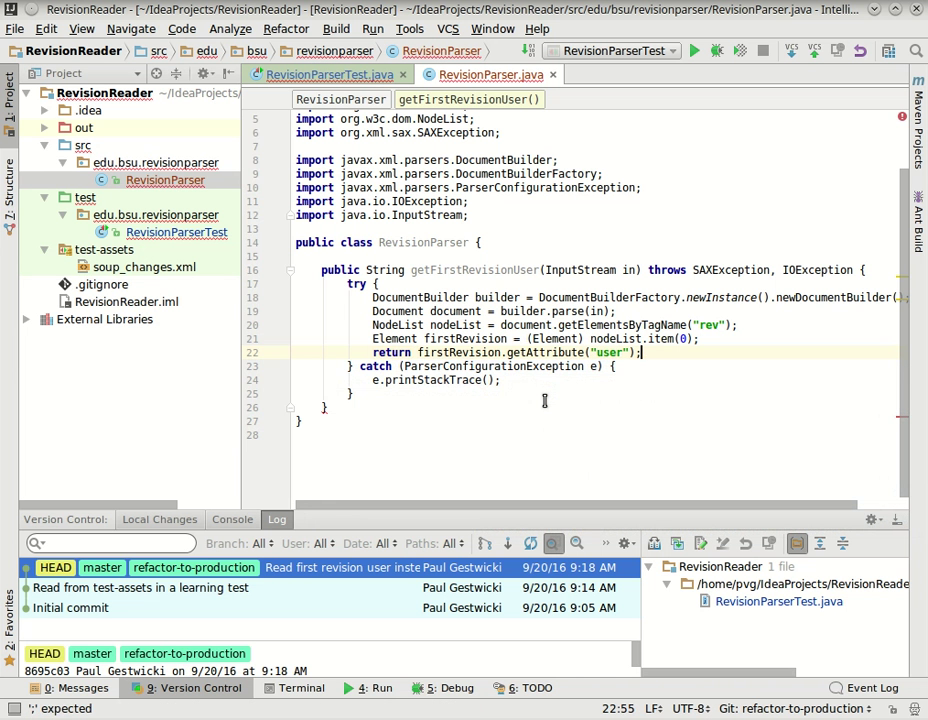 RevisionReader - [~/IdeaProjects/RevisionReader] - [RevisionReader] - ~/IdeaProjects/RevisionReader/src/edu/bsu/revisionparser/RevisionParser.java - Intelli...
File Edit View Navigate Code Analyze Refactor Build Run Tools VCS Window Help
RevisionReader src edu bsu revisionparser RevisionParser RevisionParserTest VCS VCS
Project RevisionParserTest.java RevisionParser.java
RevisionParser getFirstRevisionUser()
1: Project
7: Structure
2: Favorites
Maven Projects
Ant Build
RevisionReader ~/IdeaProjects/
.idea
out
src
edu.bsu.revisionparser
RevisionParser
test
edu.bsu.revisionparser
RevisionParserTest
test-assets
soup_changes.xml
.gitignore
RevisionReader.iml
External Libraries
5 import org.w3c.dom.NodeList;
6 import org.xml.sax.SAXException;
7
8 import javax.xml.parsers.DocumentBuilder;
9 import javax.xml.parsers.DocumentBuilderFactory;
10 import javax.xml.parsers.ParserConfigurationException;
11 import java.io.IOException;
12 import java.io.InputStream;
13
14 public class RevisionParser {
15
16 public String getFirstRevisionUser(InputStream in) throws SAXException, IOException {
17 try {
18 DocumentBuilder builder = DocumentBuilderFactory.newInstance().newDocumentBuilder();
19 Document document = builder.parse(in);
20 NodeList nodeList = document.getElementsByTagName("rev");
21 Element firstRevision = (Element) nodeList.item(0);
22 return firstRevision.getAttribute("user");
23 } catch (ParserConfigurationException e) {
24 e.printStackTrace();
25 }
26 }
27 }
28
Version Control: Local Changes Console Log
Branch: All User: All Date: All Paths: All
HEAD master refactor-to-production Read first revision user inste Paul Gestwicki 9/20/16 9:18 AM
Read from test-assets in a learning test Paul Gestwicki 9/20/16 9:14 AM
Initial commit Paul Gestwicki 9/20/16 9:05 AM
HEAD master refactor-to-production
8695c03 Paul Gestwicki on 9/20/16 at 9:18 AM
RevisionReader 1 file
/home/pvg/IdeaProjects/RevisionReade
RevisionParserTest.java
0: Messages 9: Version Control Terminal 4: Run 5: Debug 6: TODO Event Log
';' expected 22:55 LF UTF-8 Git: refactor-to-production